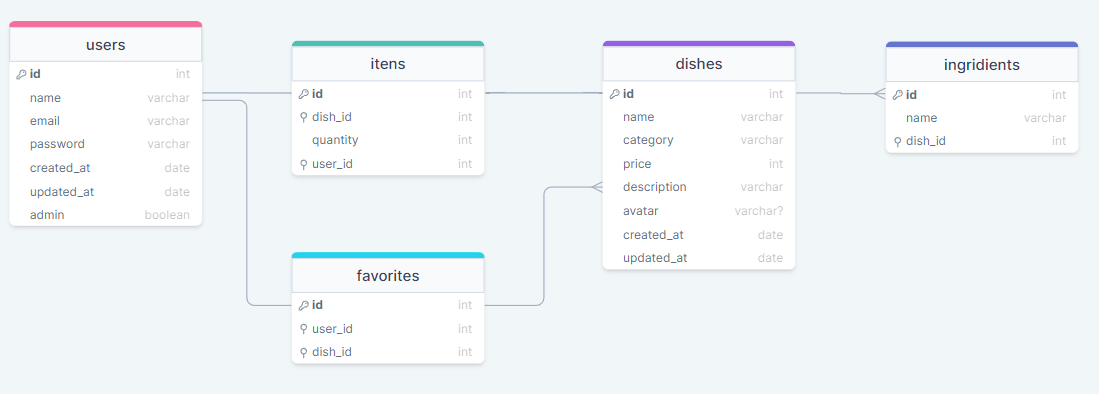 users
id int
name varchar
email varchar
password varchar
created_at date
updated_at date
admin boolean
itens
id int
dish_id int
quantity int
user_id int
favorites
id int
user_id int
dish_id int
dishes
id int
name varchar
category varchar
price int
description varchar
avatar varchar?
created_at date
updated_at date
ingridients
id int
name varchar
dish_id int